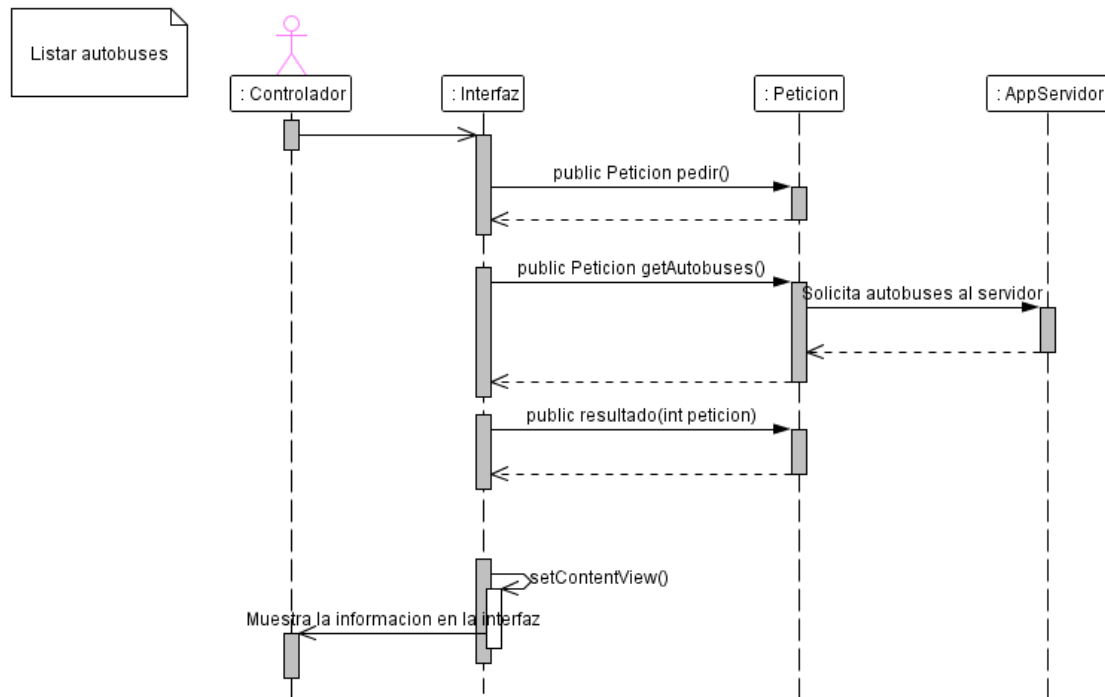 Listar autobuses
: Controlador
: Interfaz
: Peticion
: AppServidor
public Peticion pedir()
public Peticion getAutobuses()
Solicita autobuses al servidor
public resultado(int peticion)
setContentView()
Muestra la informacion en la interfaz